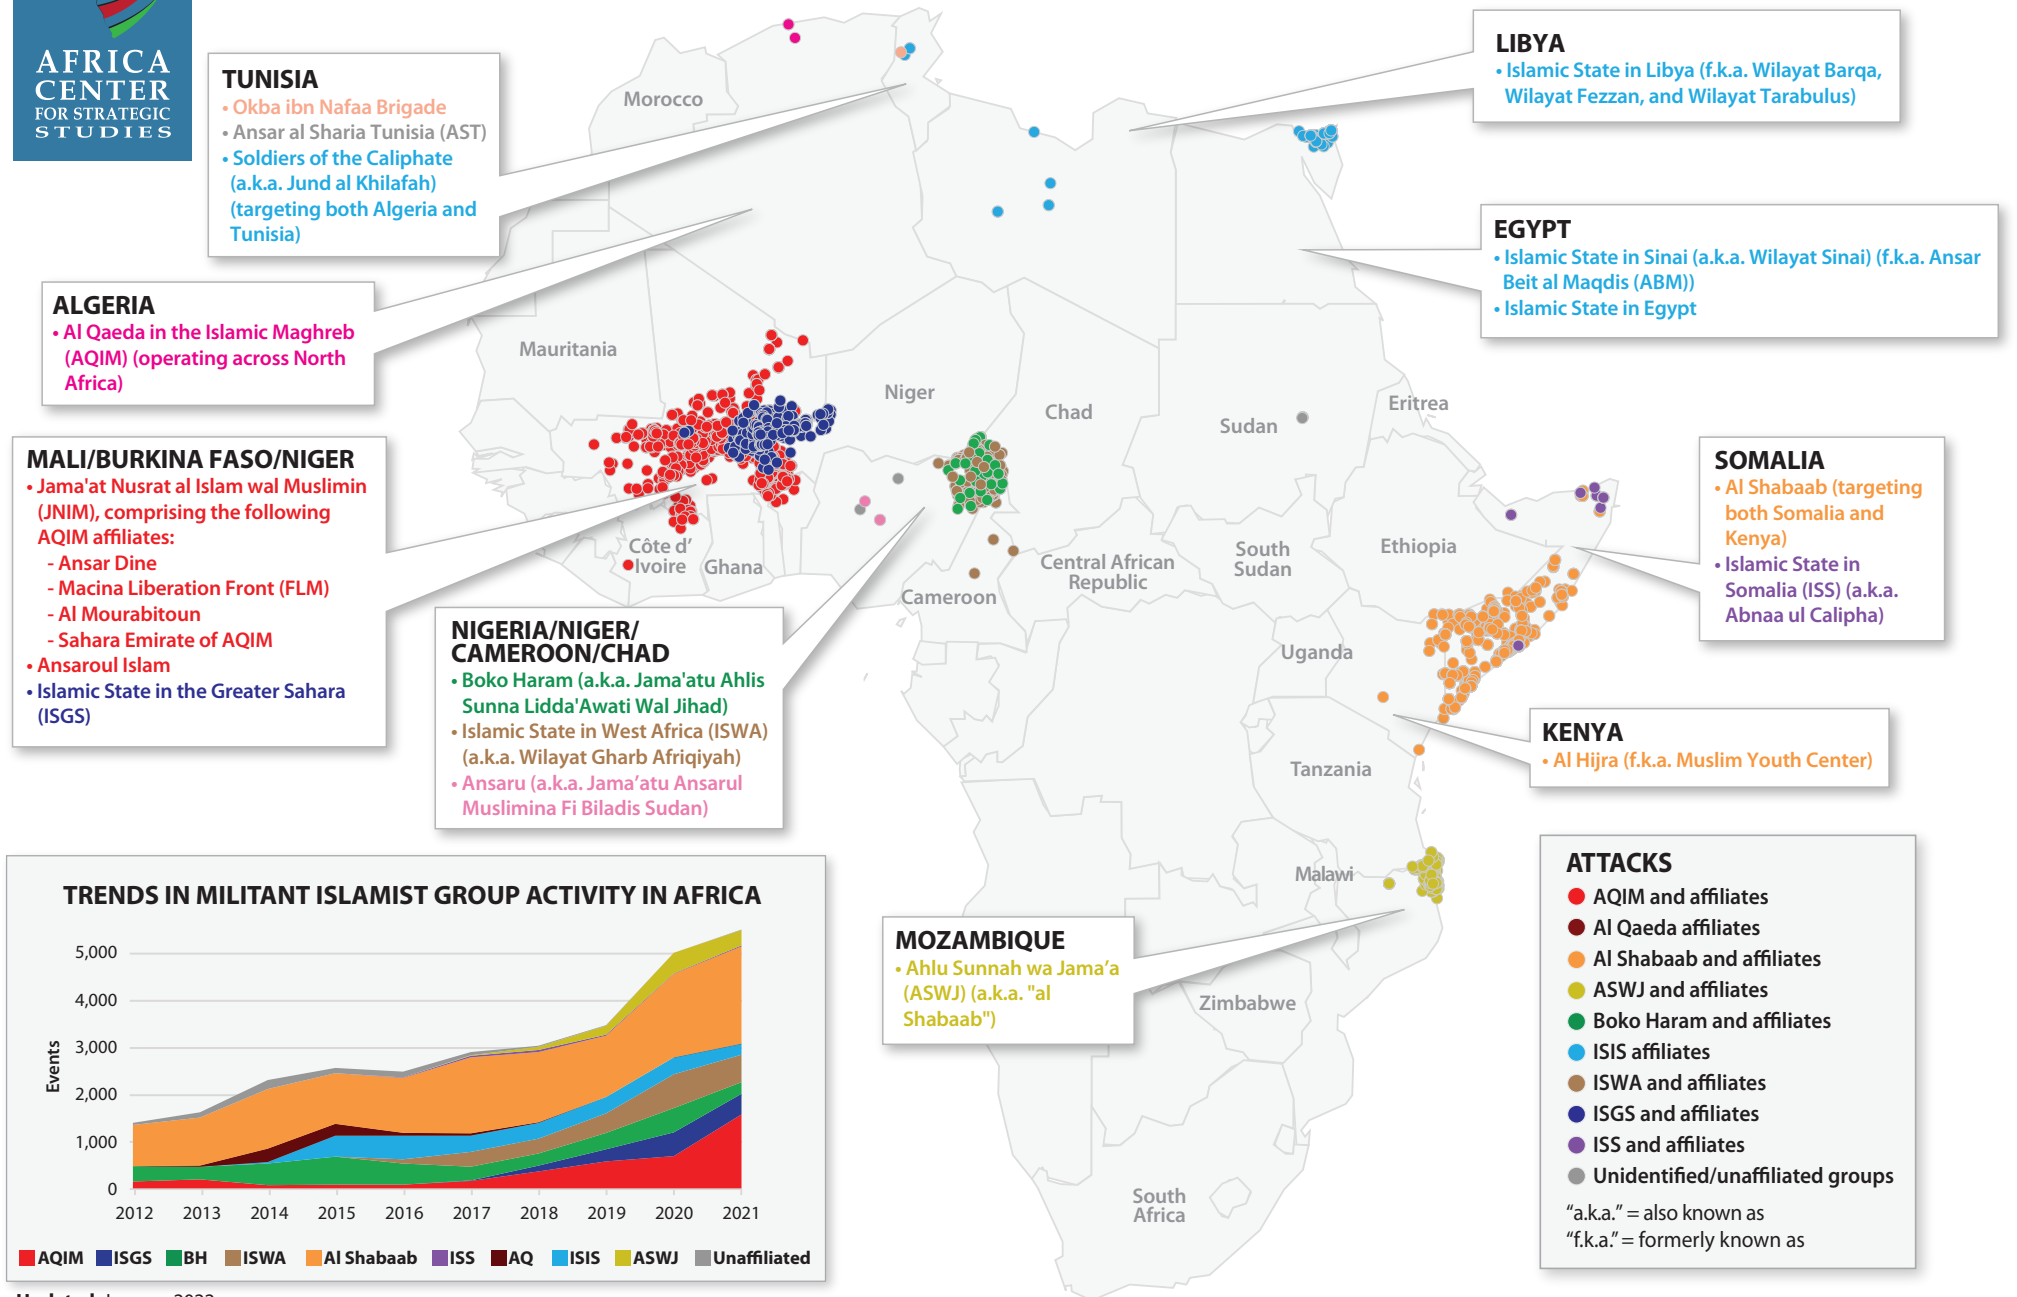 AFRICA
CENTER
FOR STRATEGIC
STUDIES
TUNISIA
• Okba ibn Nafaa Brigade
• Ansar al Sharia Tunisia (AST)
• Soldiers of the Caliphate
(a.k.a. Jund al Khilafah)
(targeting both Algeria and
Tunisia)
LIBYA
• Islamic State in Libya (f.k.a. Wilayat Barqa,
Wilayat Fezzan, and Wilayat Tarabulus)
EGYPT
• Islamic State in Sinai (a.k.a. Wilayat Sinai) (f.k.a. Ansar
Beit al Maqdis (ABM))
• Islamic State in Egypt
ALGERIA
• Al Qaeda in the Islamic Maghreb
(AQIM) (operating across North
Africa)
MALI/BURKINA FASO/NIGER
• Jama'at Nusrat al Islam wal Muslimin
(JNIM), comprising the following
AQIM affiliates:
- Ansar Dine
- Macina Liberation Front (FLM)
- Al Mourabitoun
- Sahara Emirate of AQIM
• Ansaroul Islam
• Islamic State in the Greater Sahara
(ISGS)
NIGERIA/NIGER/
CAMEROON/CHAD
• Boko Haram (a.k.a. Jama'atu Ahlis
Sunna Lidda'Awati Wal Jihad)
• Islamic State in West Africa (ISWA)
(a.k.a. Wilayat Gharb Afriqiyah)
• Ansaru (a.k.a. Jama’atu Ansarul
Muslimina Fi Biladis Sudan)
SOMALIA
• Al Shabaab (targeting
both Somalia and
Kenya)
• Islamic State in
Somalia (ISS) (a.k.a.
Abnaa ul Calipha)
KENYA
• Al Hijra (f.k.a. Muslim Youth Center)
MOZAMBIQUE
• Ahlu Sunnah wa Jama’a
(ASWJ) (a.k.a. "al
Shabaab")
Morocco
Mauritania
Niger
Chad
Sudan
Eritrea
Côte d’
Ivoire
Ghana
Cameroon
Central African
Republic
South
Sudan
Ethiopia
Uganda
Tanzania
Malawi
Zimbabwe
South
Africa
TRENDS IN MILITANT ISLAMIST GROUP ACTIVITY IN AFRICA
Events
5,000
4,000
3,000
2,000
1,000
0
2012 2013 2014 2015 2016 2017 2018 2019 2020 2021
AQIM ISGS BH ISWA Al Shabaab ISS AQ ISIS ASWJ Unaffiliated
ATTACKS
AQIM and affiliates
Al Qaeda affiliates
Al Shabaab and affiliates
ASWJ and affiliates
Boko Haram and affiliates
ISIS affiliates
ISWA and affiliates
ISGS and affiliates
ISS and affiliates
Unidentified/unaffiliated groups
“a.k.a.” = also known as
“f.k.a.” = formerly known as